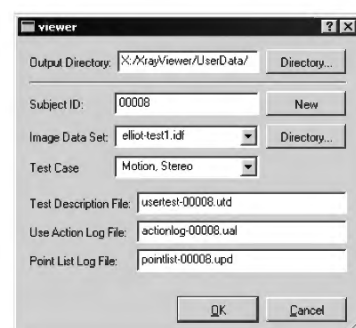 viewer ? X
Output Directory: X:/XrayViewer/UserData/ Directory...
Subject ID: 00008 New
Image Data Set: elliot-test1.idf Directory...
Test Case Motion, Stereo
Test Description File: usertest-00008.utd
Use Action Log File: actionlog-00008.ual
Point List Log File: pointlist-00008.upd
OK Cancel